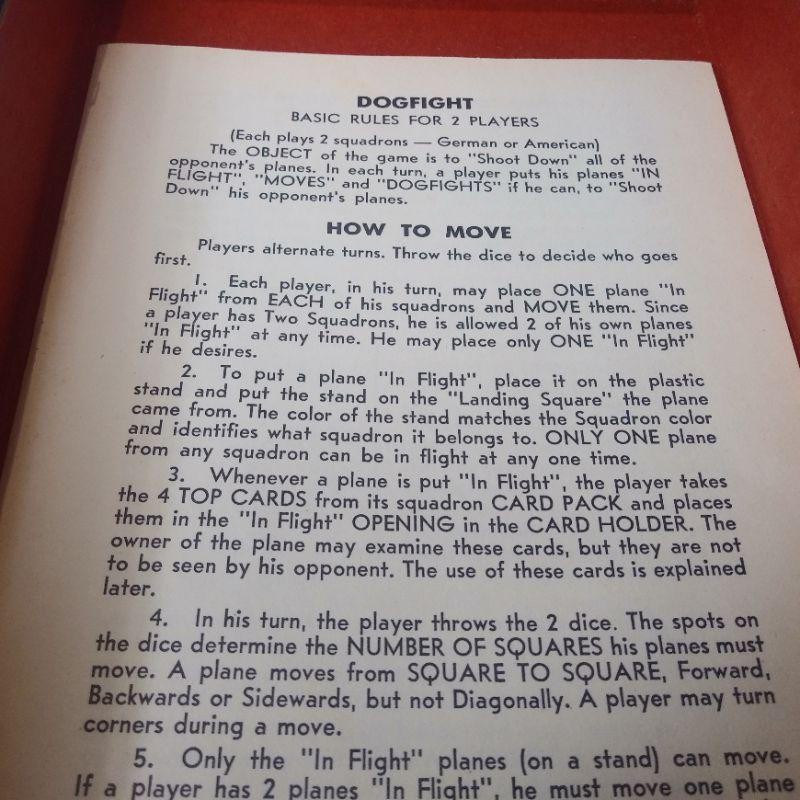 DOGFIGHT
BASIC RULES FOR 2 PLAYERS
(Each plays 2 squadrons — German or American)
The OBJECT of the game is to "Shoot Down" all of the
opponent's planes. In each turn, a player puts his planes "IN
FLIGHT", "MOVES" and "DOGFIGHTS" if he can, to "Shoot
Down" his opponent's planes.
HOW TO MOVE
Players alternate turns. Throw the dice to decide who goes
first.
1. Each player, in his turn, may place ONE plane "In
Flight" from EACH of his squadrons and MOVE them. Since
a player has Two Squadrons, he is allowed 2 of his own planes
"In Flight" at any time. He may place only ONE "In Flight"
if he desires.
2. To put a plane "In Flight", place it on the plastic
stand and put the stand on the "Landing Square" the plane
came from. The color of the stand matches the Squadron color
and identifies what squadron it belongs to. ONLY ONE plane
from any squadron can be in flight at any one time.
3. Whenever a plane is put "In Flight", the player takes
the 4 TOP CARDS from its squadron CARD PACK and places
them in the "In Flight" OPENING in the CARD HOLDER. The
owner of the plane may examine these cards, but they are not
to be seen by his opponent. The use of these cards is explained
later.
4. In his turn, the player throws the 2 dice. The spots on
the dice determine the NUMBER OF SQUARES his planes must
move. A plane moves from SQUARE TO SQUARE, Forward,
Backwards or Sidewards, but not Diagonally. A player may turn
corners during a move.
5. Only the "In Flight" planes (on a stand) can move.
If a player has 2 planes "In Flight", he must move one plane